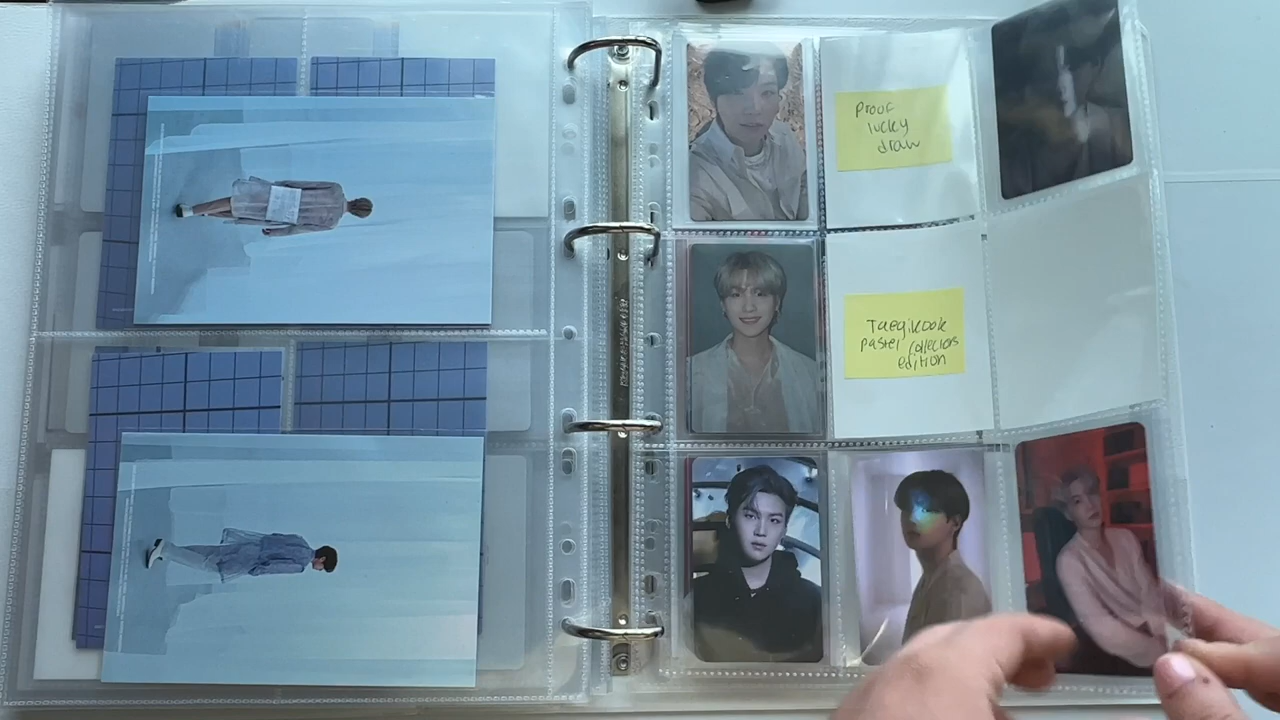 Proof
lucky
draw
Taegikook
pastel collectors
edition